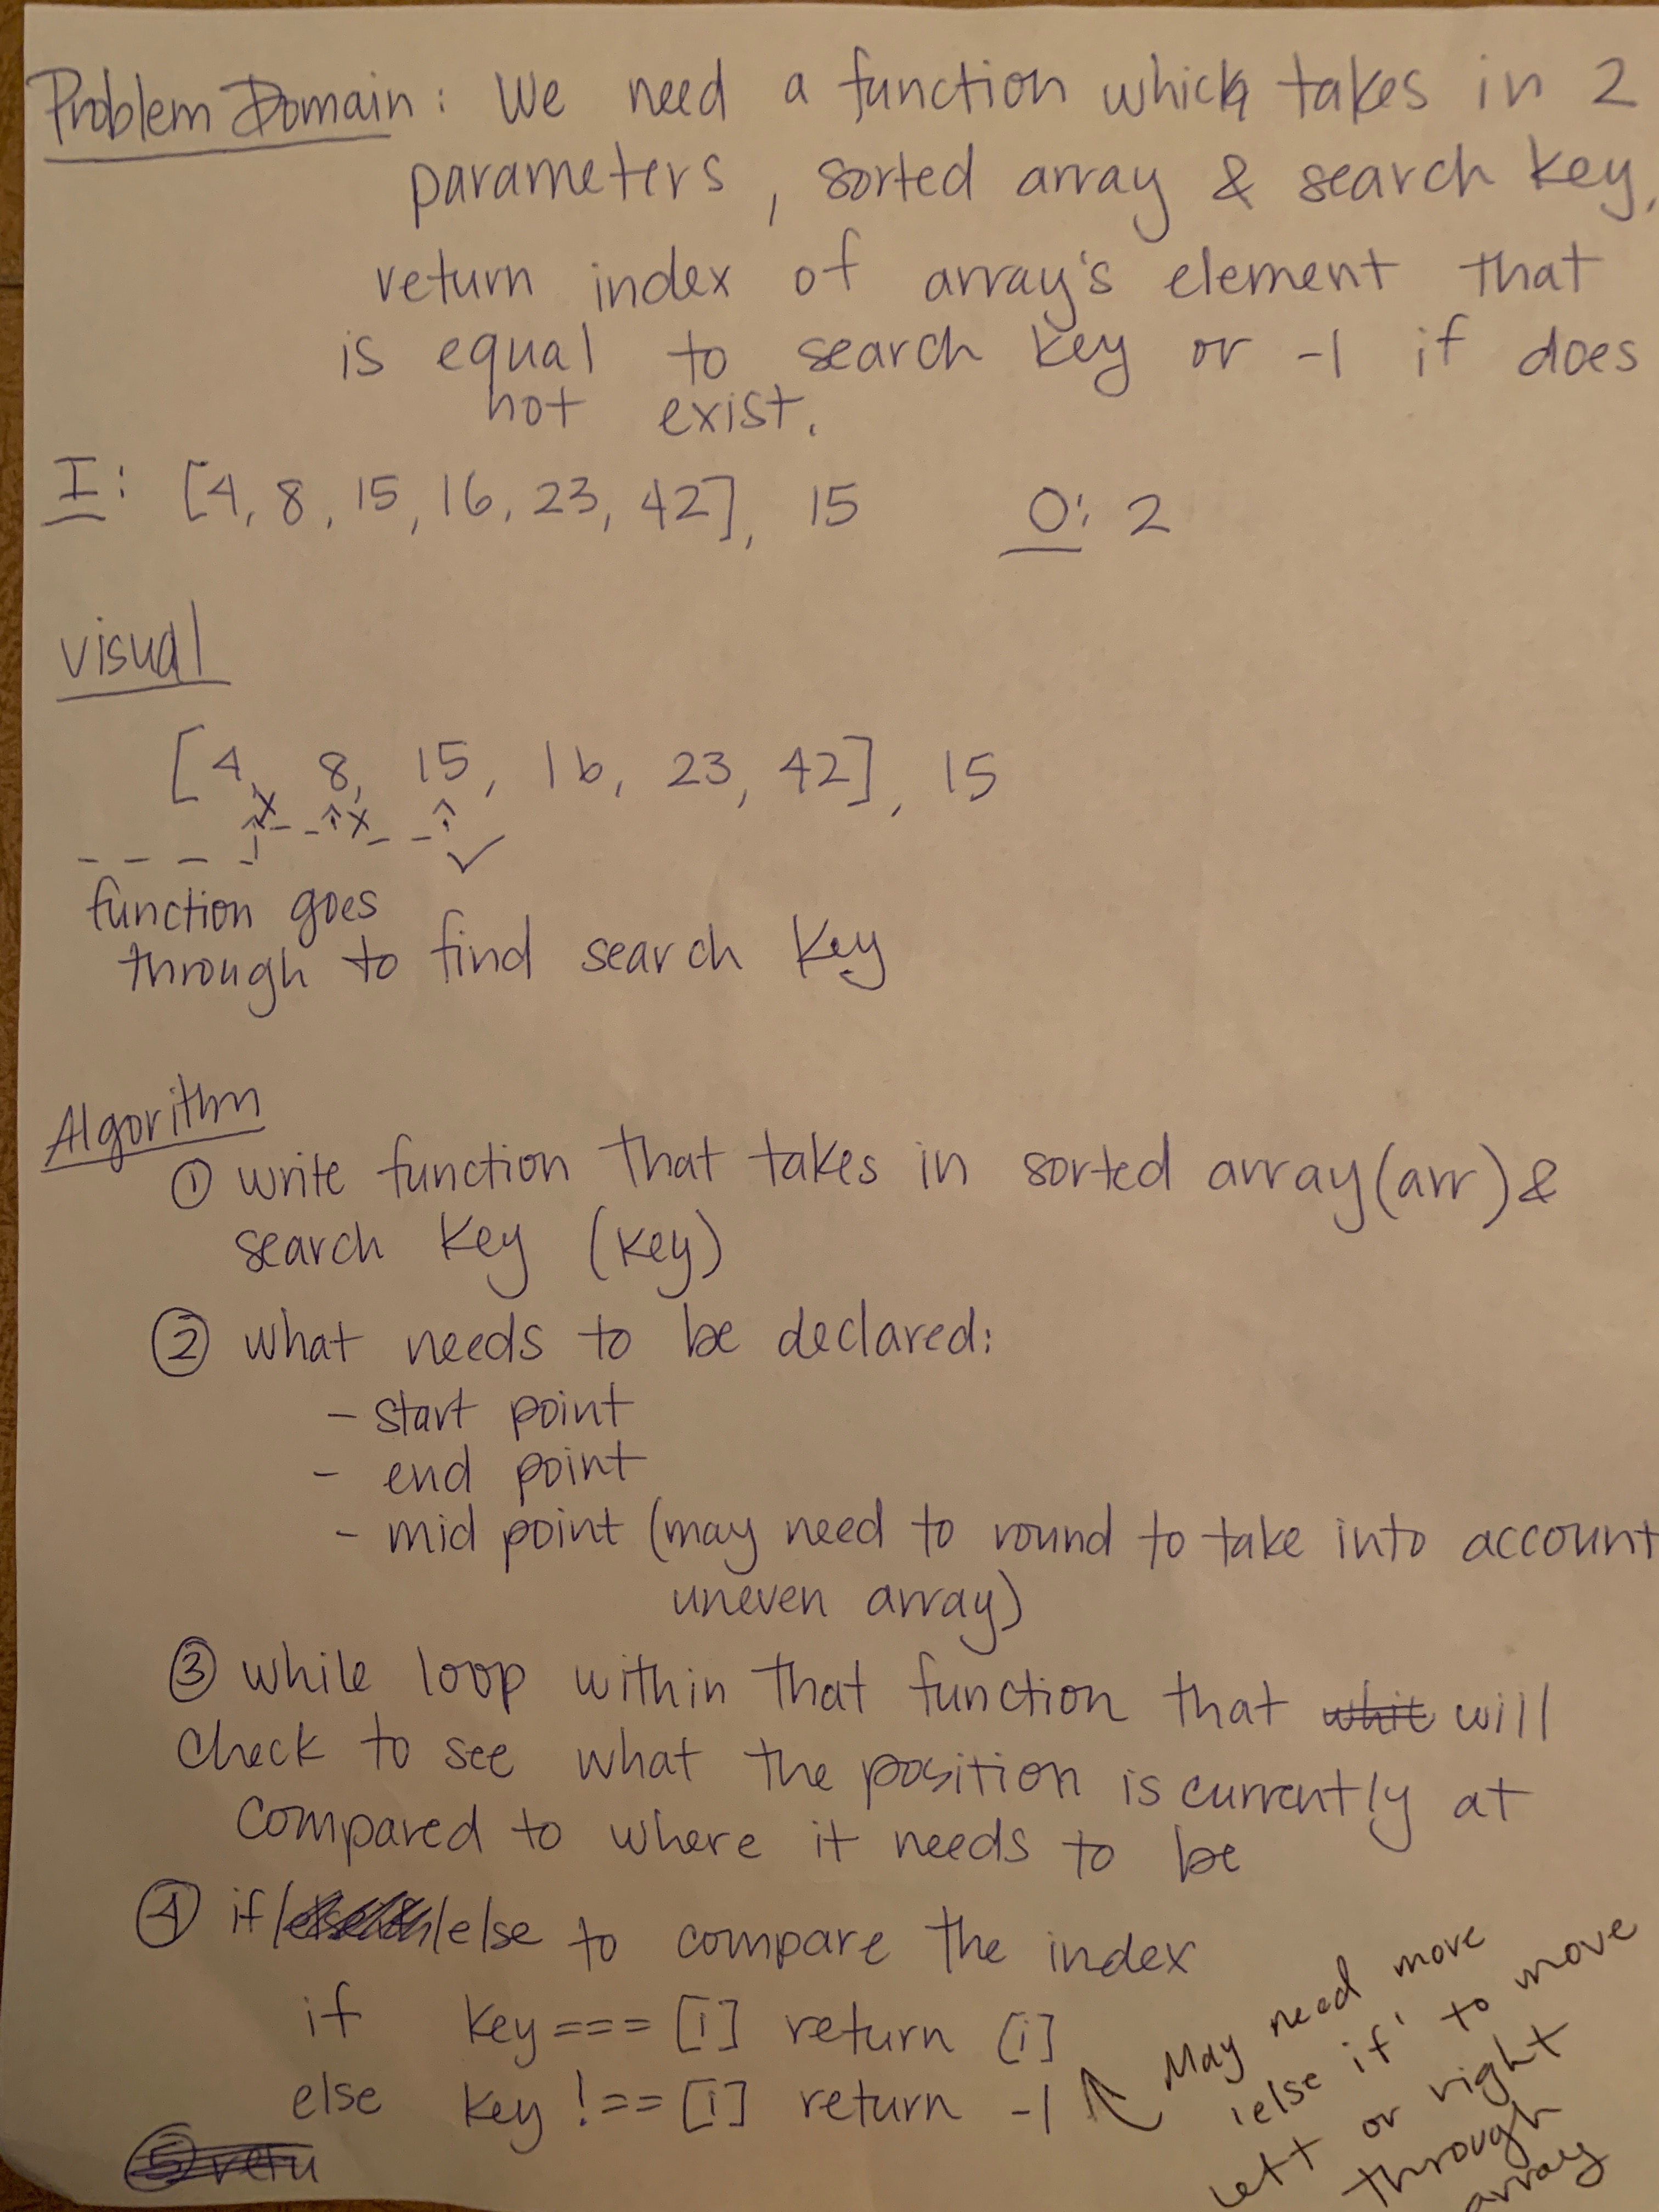 Problem Domain: We need a function which takes in 2
parameters, sorted array & search key,
return index of array's element that
is equal to search key or -1 if does
not exist.
I: [4, 8, 15, 16, 23, 42], 15 O: 2
visual
[4, 8, 15, 16, 23, 42], 15
function goes
through to find search key
Algorithm
① write function that takes in sorted array (arr) &
search key (key)
② what needs to be declared:
- start point
- end point
- mid point (may need to round to take into account
uneven array)
③ while loop within that function that whit will
check to see what the position is currently at
compared to where it needs to be
④ if/else to compare the index
if key === [i] return [i]
else key !== [i] return -1
⑤ retu
May need more
'else if' to move
left or right
through
array